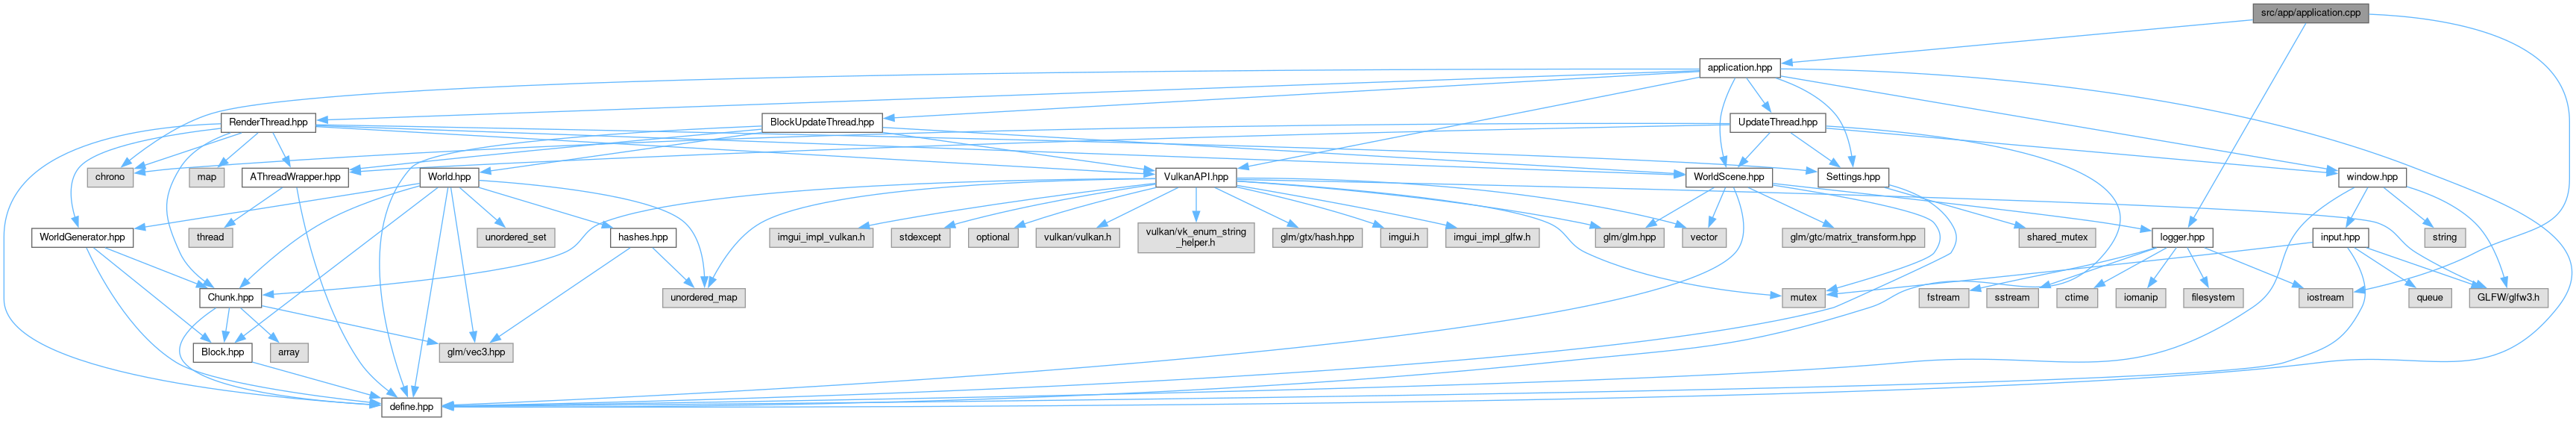 src/app/application.cpp
application.hpp
RenderThread.hpp
BlockUpdateThread.hpp
UpdateThread.hpp
chrono
map
AThreadWrapper.hpp
World.hpp
VulkanAPI.hpp
WorldScene.hpp
Settings.hpp
window.hpp
WorldGenerator.hpp
thread
unordered_set
hashes.hpp
imgui_impl_vulkan.h
stdexcept
optional
vulkan/vulkan.h
vulkan/vk_enum_string
_helper.h
glm/gtx/hash.hpp
imgui.h
imgui_impl_glfw.h
glm/glm.hpp
vector
glm/gtc/matrix_transform.hpp
shared_mutex
logger.hpp
input.hpp
string
Chunk.hpp
unordered_map
mutex
fstream
sstream
ctime
iomanip
filesystem
iostream
queue
GLFW/glfw3.h
Block.hpp
array
glm/vec3.hpp
define.hpp